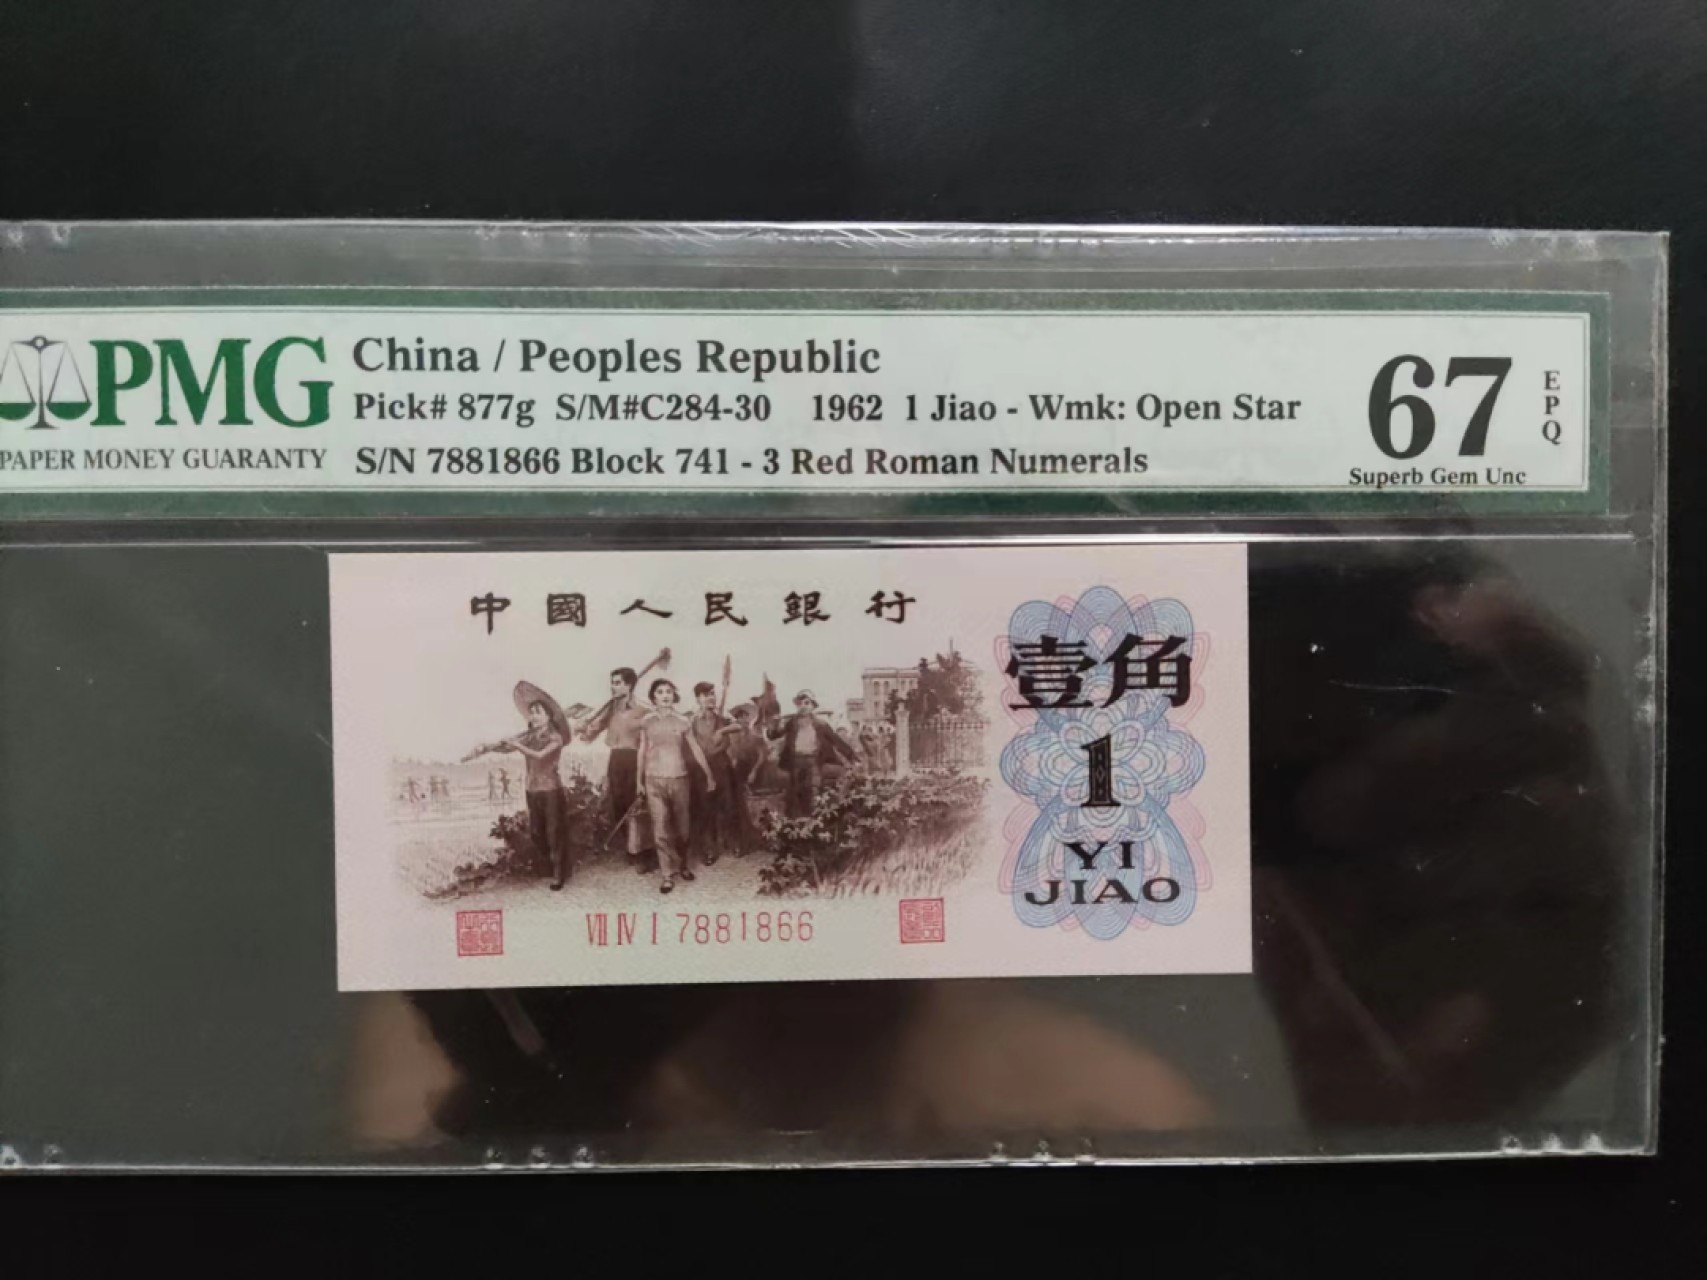 PMG
PAPER MONEY GUARANTY
China / Peoples Republic
Pick# 877g S/M#C284-30 1962 1 Jiao - Wmk: Open Star
S/N 7881866 Block 741 - 3 Red Roman Numerals
67
EPQ
Superb Gem Unc
中國人民銀行
壹角
1
YI
JIAO
VII IV I 7881866